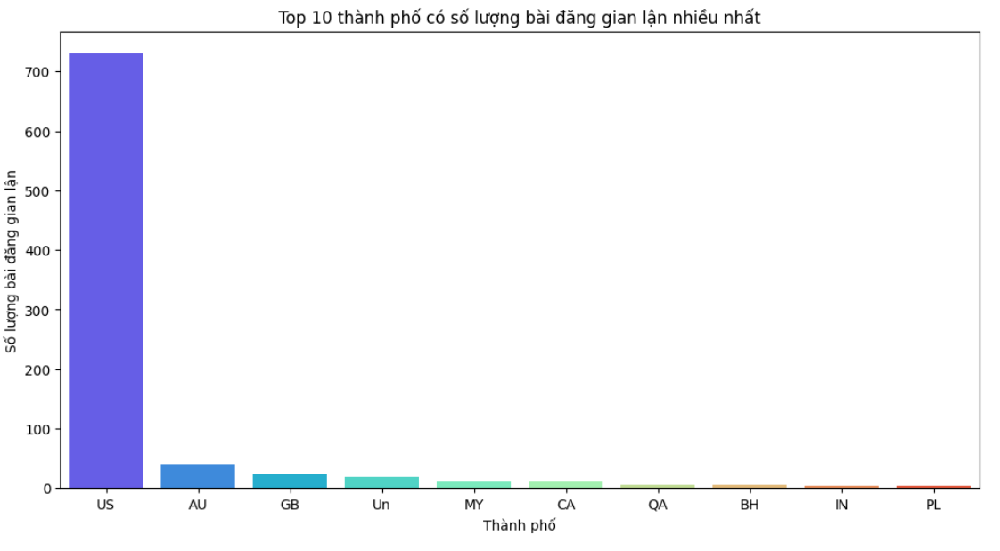 Top 10 thành phố có số lượng bài đăng gian lận nhiều nhất
Số lượng bài đăng gian lận
700
600
500
400
300
200
100
0
US AU GB Un MY CA QA BH IN PL
Thành phố